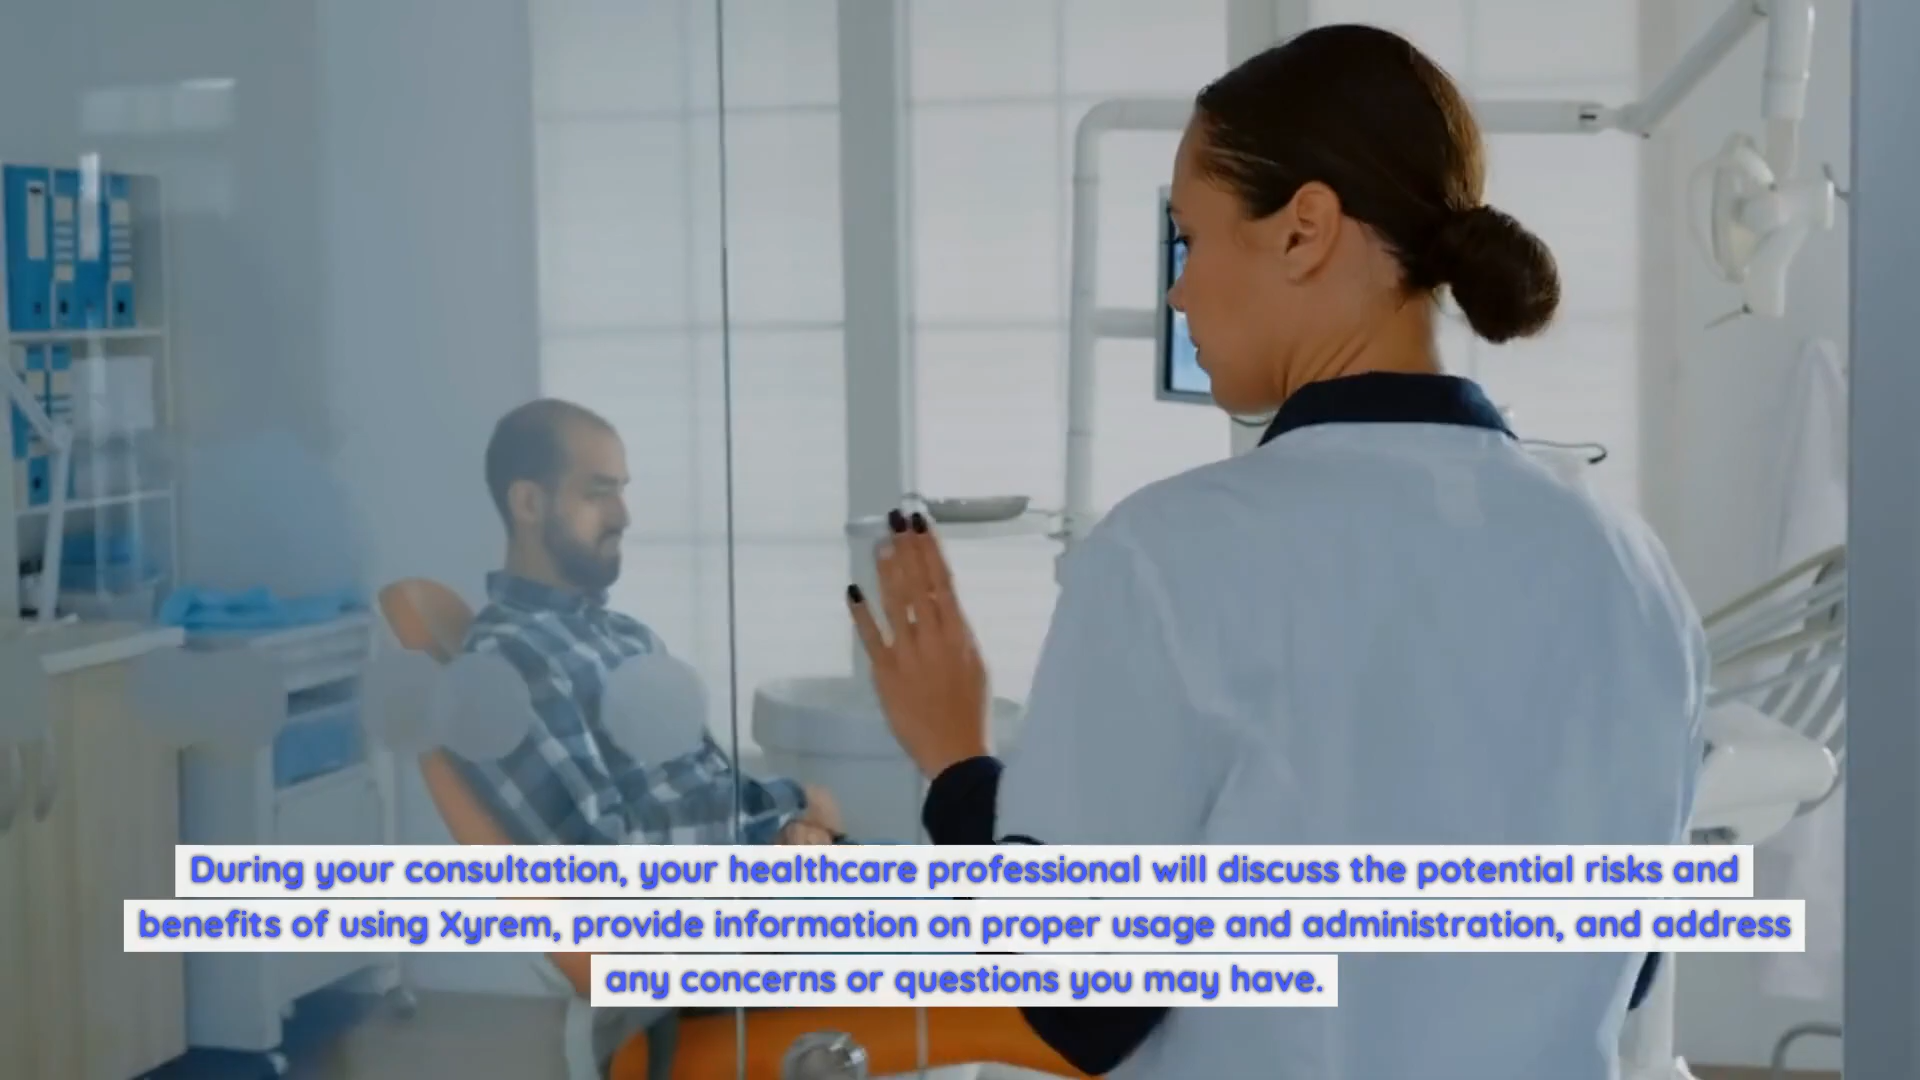 During your consultation, your healthcare professional will discuss the potential risks and
benefits of using Xyrem, provide information on proper usage and administration, and address
any concerns or questions you may have.